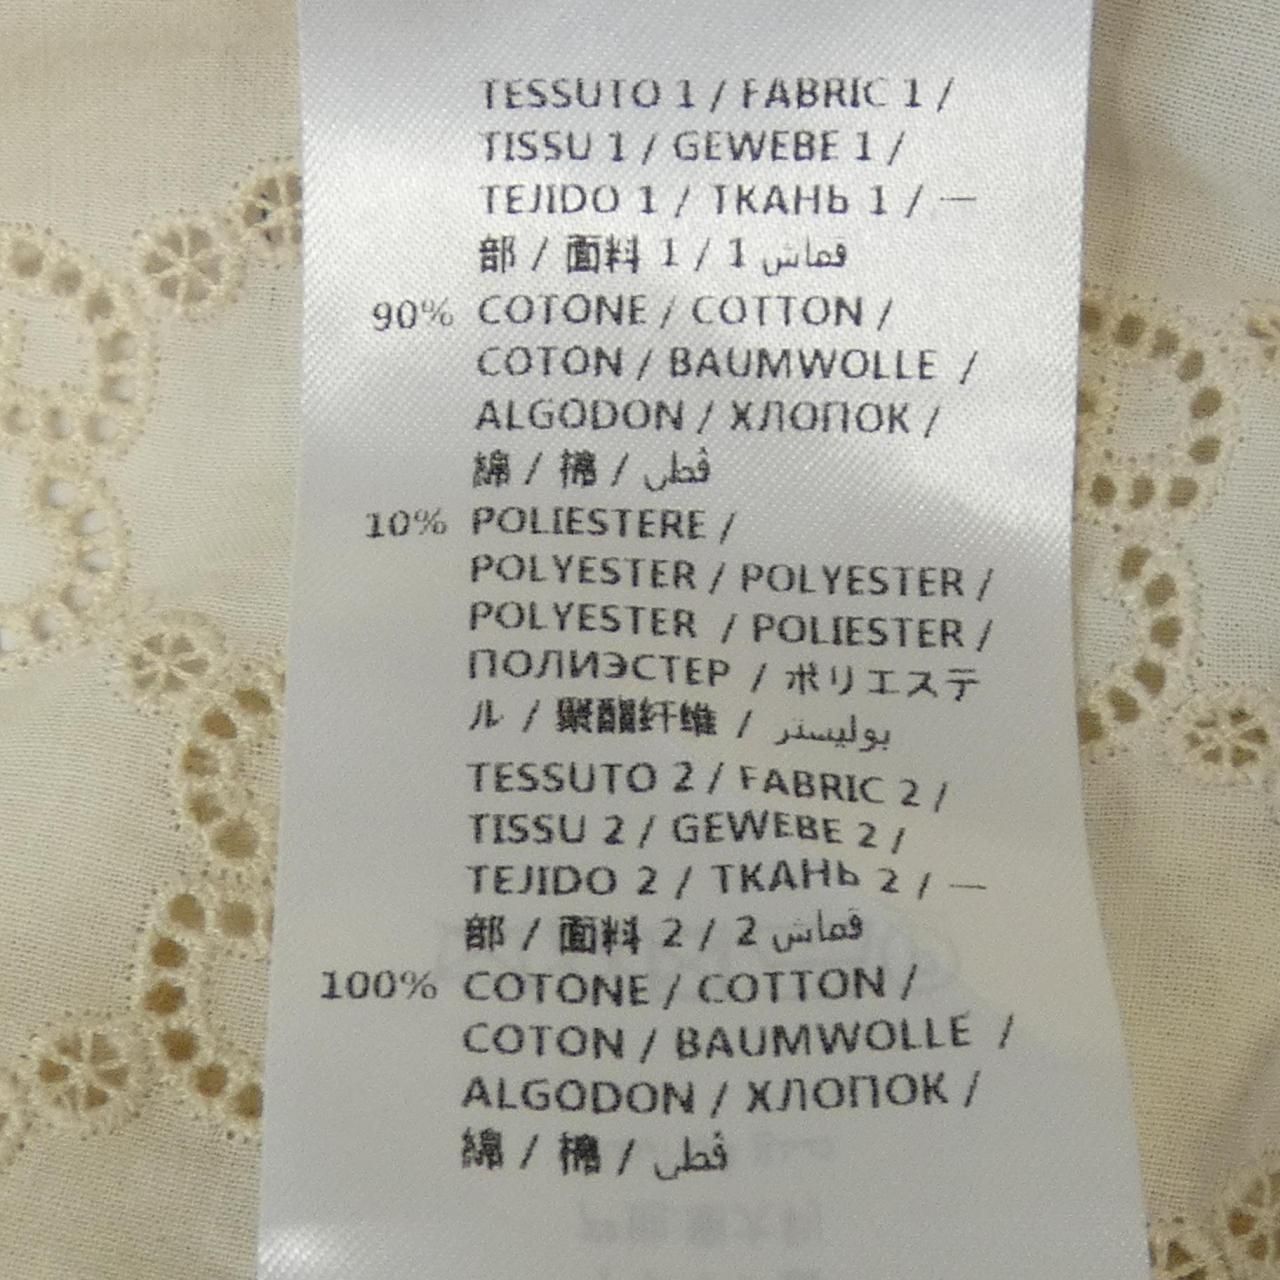 TESSUTO 1 / FABRIC 1 /
TISSU 1 / GEWEBE 1 /
TEJIDO 1 / ТКАНЬ 1 / 一
部 / 面料 1 / 1 قماش
90% COTONE / COTTON /
COTON / BAUMWOLLE /
ALGODON / ХЛОПОК /
綿 / 棉 / قطن
10% POLIESTERE /
POLYESTER / POLYESTER /
POLYESTER / POLIESTER /
ПОЛИЭСТЕР / ポリエステ
ル / 聚酯纤维 / بوليستر
TESSUTO 2 / FABRIC 2 /
TISSU 2 / GEWEBE 2 /
TEJIDO 2 / ТКАНЬ 2 / 一
部 / 面料 2 / 2 قماش
100% COTONE / COTTON /
COTON / BAUMWOLLE /
ALGODON / ХЛОПОК /
綿 / 棉 / قطن